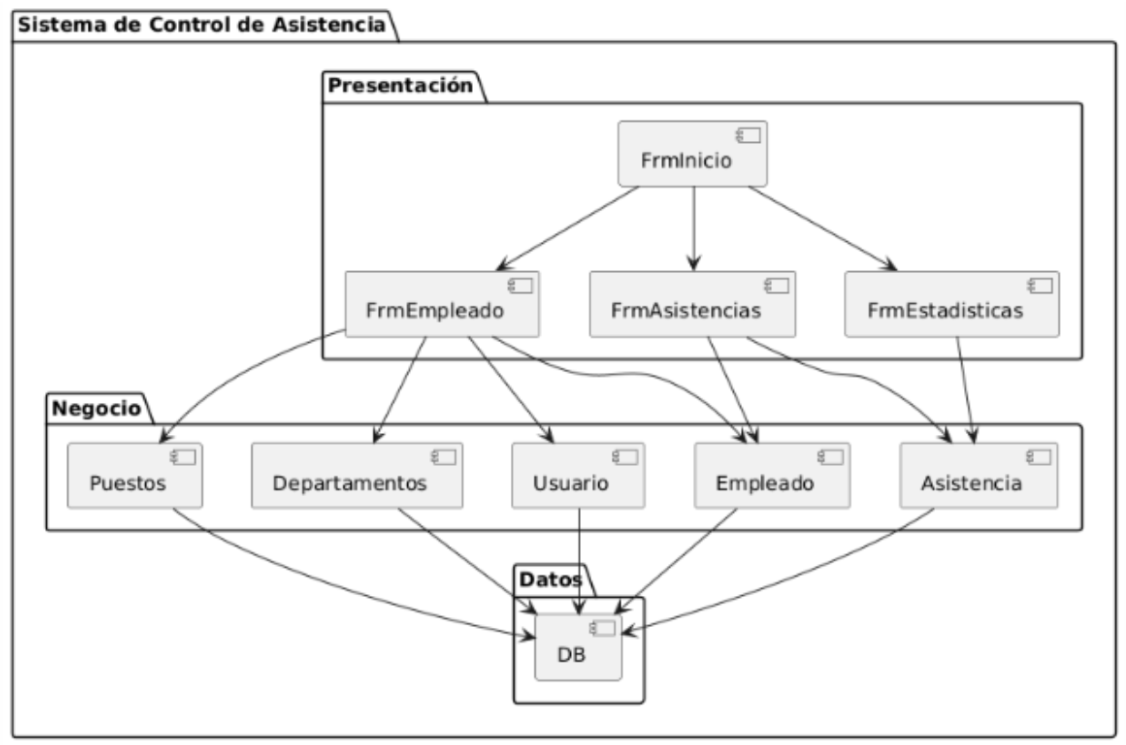 Sistema de Control de Asistencia
Presentación
FrmInicio
FrmEmpleado
FrmAsistencias
FrmEstadisticas
Negocio
Puestos
Departamentos
Usuario
Empleado
Asistencia
Datos
DB